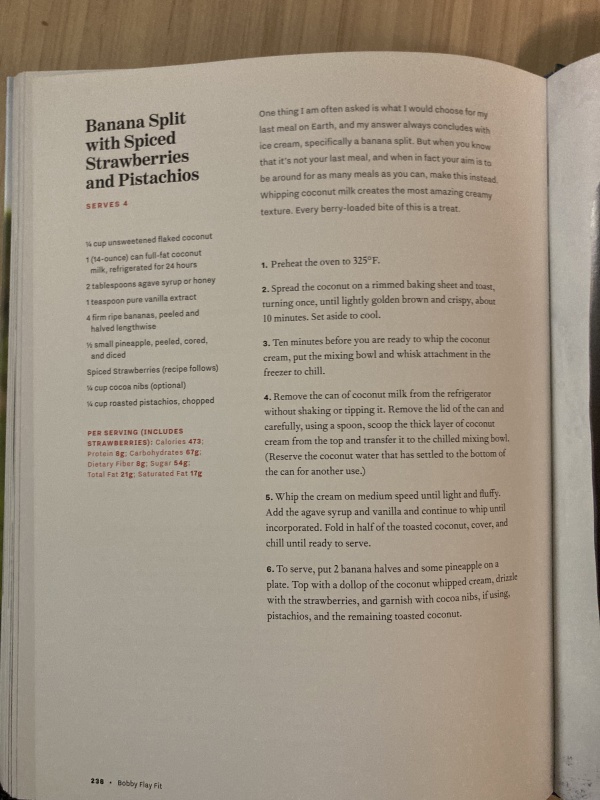 Banana Split
with Spiced
Strawberries
and Pistachios
SERVES 4
¼ cup unsweetened flaked coconut
1 (14-ounce) can full-fat coconut
milk, refrigerated for 24 hours
2 tablespoons agave syrup or honey
1 teaspoon pure vanilla extract
4 firm ripe bananas, peeled and
halved lengthwise
½ small pineapple, peeled, cored,
and diced
Spiced Strawberries (recipe follows)
¼ cup cocoa nibs (optional)
¼ cup roasted pistachios, chopped
PER SERVING (INCLUDES
STRAWBERRIES): Calories 473;
Protein 8g; Carbohydrates 67g;
Dietary Fiber 8g; Sugar 54g;
Total Fat 21g; Saturated Fat 17g
One thing I am often asked is what I would choose for my
last meal on Earth, and my answer always concludes with
ice cream, specifically a banana split. But when you know
that it's not your last meal, and when in fact your aim is to
be around for as many meals as you can, make this instead.
Whipping coconut milk creates the most amazing creamy
texture. Every berry-loaded bite of this is a treat.
1. Preheat the oven to 325°F.
2. Spread the coconut on a rimmed baking sheet and toast,
turning once, until lightly golden brown and crispy, about
10 minutes. Set aside to cool.
3. Ten minutes before you are ready to whip the coconut
cream, put the mixing bowl and whisk attachment in the
freezer to chill.
4. Remove the can of coconut milk from the refrigerator
without shaking or tipping it. Remove the lid of the can and
carefully, using a spoon, scoop the thick layer of coconut
cream from the top and transfer it to the chilled mixing bowl.
(Reserve the coconut water that has settled to the bottom of
the can for another use.)
5. Whip the cream on medium speed until light and fluffy.
Add the agave syrup and vanilla and continue to whip until
incorporated. Fold in half of the toasted coconut, cover, and
chill until ready to serve.
6. To serve, put 2 banana halves and some pineapple on a
plate. Top with a dollop of the coconut whipped cream, drizzle
with the strawberries, and garnish with cocoa nibs, if using,
pistachios, and the remaining toasted coconut.
238 • Bobby Flay Fit